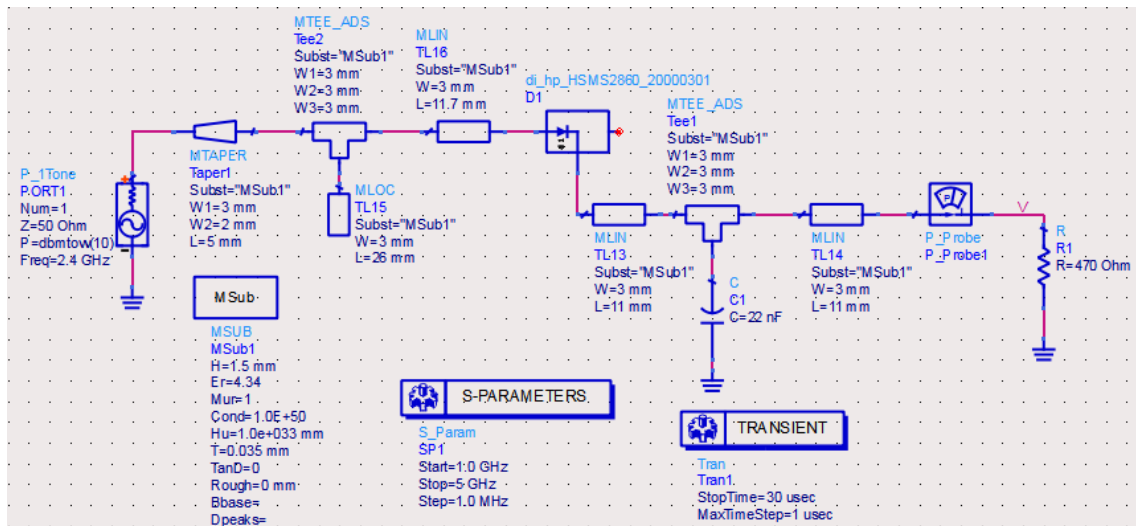 MTEE_ADS
Tee2
Subst="MSub1"
W1=3 mm
W2=3 mm
W3=3 mm
MLIN
TL16
Subst="MSub1"
W=3 mm
L=11.7 mm
di_hp_HSMS2860_20000301
D1
MTEE_ADS
Tee1
Subst="MSub1"
W1=3 mm
W2=3 mm
W3=3 mm
P_1Tone
PORT1
Num=1
Z=50 Ohm
P=dbmtow(10)
Freq=2.4 GHz
MTAPER
Taper1
Subst="MSub1"
W1=3 mm
W2=2 mm
L=5 mm
MLOC
TL15
Subst="MSub1"
W=3 mm
L=26 mm
MLIN
TL13
Subst="MSub1"
W=3 mm
L=11 mm
C
C1
C=22 nF
MLIN
TL14
Subst="MSub1"
W=3 mm
L=11 mm
P
P_Probe
P_Probe1
V
R
R1
R=470 Ohm
MSub
MSUB
MSub1
H=1.5 mm
Er=4.34
Mur=1
Cond=1.0E+50
Hu=1.0e+033 mm
T=0.035 mm
TanD=0
Rough=0 mm
Bbase=
Dpeaks=
S-PARAMETERS
S_Param
SP1
Start=1.0 GHz
Stop=5 GHz
Step=1.0 MHz
TRANSIENT
Tran
Tran1
StopTime=30 usec
MaxTimeStep=1 usec